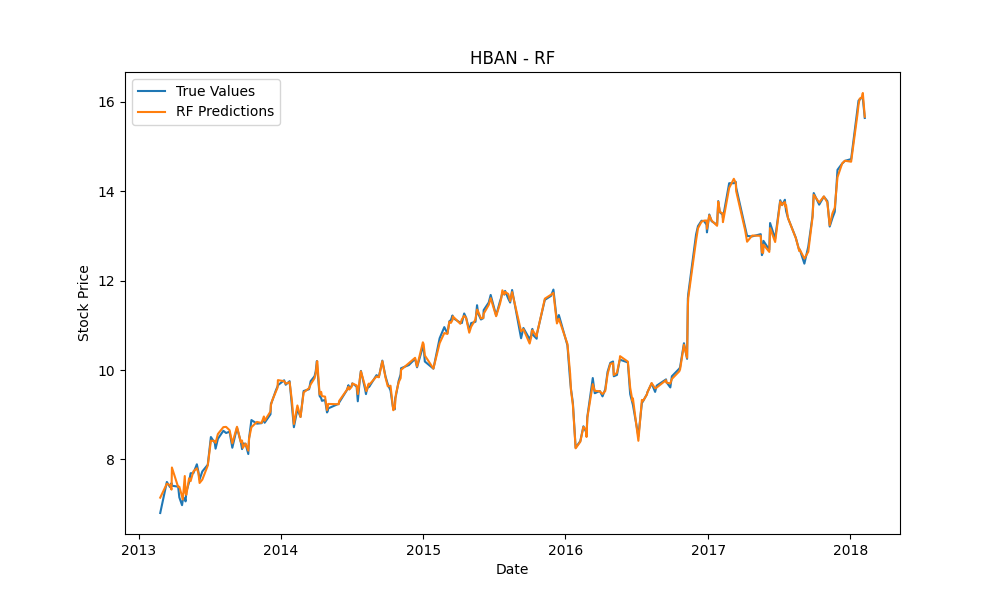 HBAN - RF
True Values
RF Predictions
16
14
12
10
8
Stock Price
2013 2014 2015 2016 2017 2018
Date